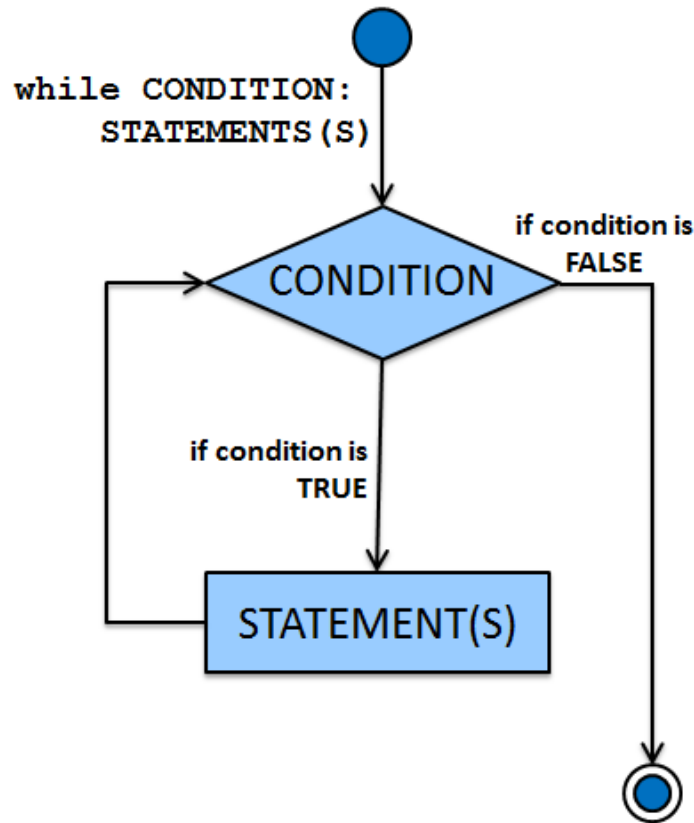 while CONDITION:
    STATEMENTS(S)
if condition is
FALSE
CONDITION
if condition is
TRUE
STATEMENT(S)